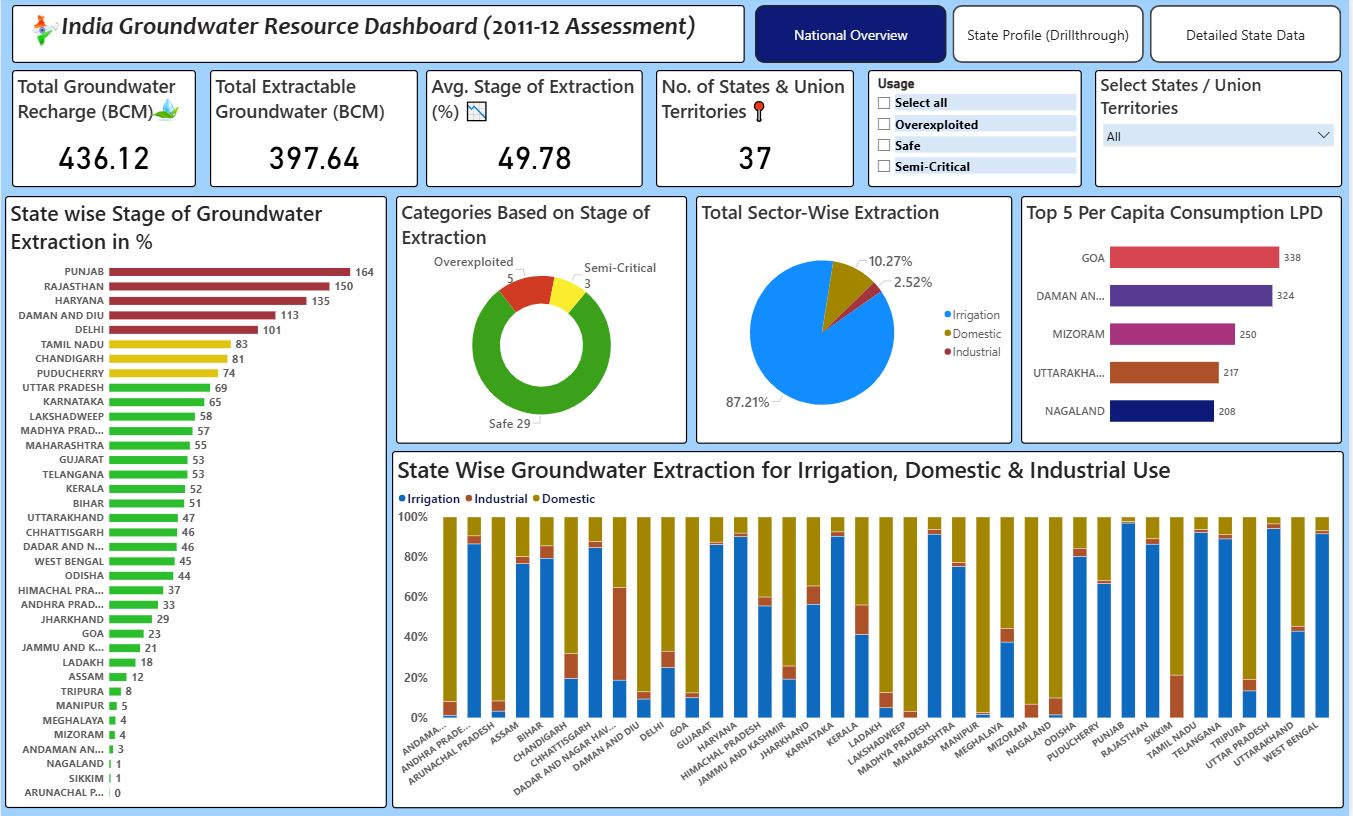 India Groundwater Resource Dashboard (2011-12 Assessment)
National Overview
State Profile (Drillthrough)
Detailed State Data
Total Groundwater
Recharge (BCM)
436.12
Total Extractable
Groundwater (BCM)
397.64
Avg. Stage of Extraction
(%)
49.78
No. of States & Union
Territories
37
Usage
Select all
Overexploited
Safe
Semi-Critical
Select States / Union
Territories
All
State wise Stage of Groundwater
Extraction in %
PUNJAB 164
RAJASTHAN 150
HARYANA 135
DAMAN AND DIU 113
DELHI 101
TAMIL NADU 83
CHANDIGARH 81
PUDUCHERRY 74
UTTAR PRADESH 69
KARNATAKA 65
LAKSHADWEEP 58
MADHYA PRAD... 57
MAHARASHTRA 55
GUJARAT 53
TELANGANA 53
KERALA 52
BIHAR 51
UTTARAKHAND 47
CHHATTISGARH 46
DADAR AND N... 46
WEST BENGAL 45
ODISHA 44
HIMACHAL PRA... 37
ANDHRA PRAD... 33
JHARKHAND 29
GOA 23
JAMMU AND K... 21
LADAKH 18
ASSAM 12
TRIPURA 8
MANIPUR 5
MEGHALAYA 4
MIZORAM 4
ANDAMAN AN... 3
NAGALAND 1
SIKKIM 1
ARUNACHAL P... 0
Categories Based on Stage of
Extraction
Overexploited
5
Semi-Critical
3
Safe 29
Total Sector-Wise Extraction
10.27%
2.52%
87.21%
Irrigation
Domestic
Industrial
Top 5 Per Capita Consumption LPD
GOA 338
DAMAN AN... 324
MIZORAM 250
UTTARAKHA... 217
NAGALAND 208
State Wise Groundwater Extraction for Irrigation, Domestic & Industrial Use
Irrigation Industrial Domestic
100%
80%
60%
40%
20%
0%
ANDAMA...
ANDHRA PRADE...
ARUNACHAL PRADESH
ASSAM
BIHAR
CHANDIGARH
CHHATTISGARH
DADAR AND NAGAR HAV...
DAMAN AND DIU
DELHI
GOA
GUJARAT
HARYANA
HIMACHAL PRADESH
JAMMU AND KASHMIR
JHARKHAND
KARNATAKA
KERALA
LADAKH
LAKSHADWEEP
MADHYA PRADESH
MAHARASHTRA
MANIPUR
MEGHALAYA
MIZORAM
NAGALAND
ODISHA
PUDUCHERRY
PUNJAB
RAJASTHAN
SIKKIM
TAMIL NADU
TELANGANA
TRIPURA
UTTAR PRADESH
UTTARAKHAND
WEST BENGAL